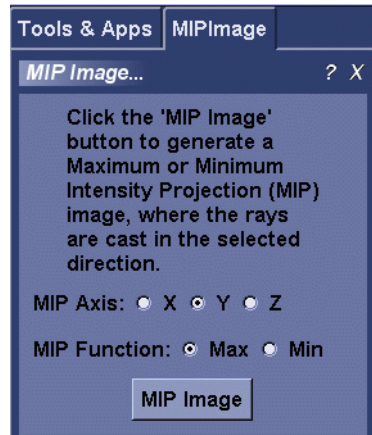 Tools & Apps MIPImage
MIP Image... ? X
Click the 'MIP Image'
button to generate a
Maximum or Minimum
Intensity Projection (MIP)
image, where the rays
are cast in the selected
direction.
MIP Axis: X Y Z
MIP Function: Max Min
MIP Image